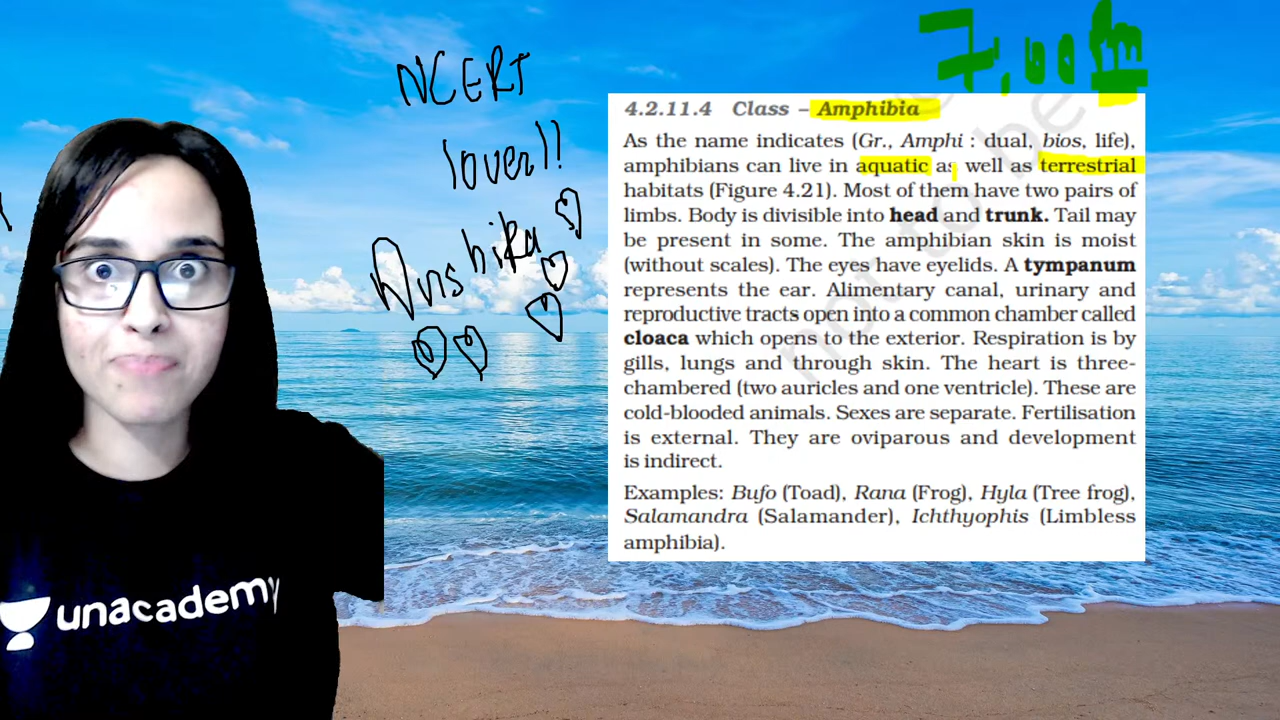 NCERT
lover!!
Anshika
7,00
4.2.11.4 Class – Amphibia
As the name indicates (Gr., Amphi : dual, bios, life),
amphibians can live in aquatic as well as terrestrial
habitats (Figure 4.21). Most of them have two pairs of
limbs. Body is divisible into head and trunk. Tail may
be present in some. The amphibian skin is moist
(without scales). The eyes have eyelids. A tympanum
represents the ear. Alimentary canal, urinary and
reproductive tracts open into a common chamber called
cloaca which opens to the exterior. Respiration is by
gills, lungs and through skin. The heart is three-
chambered (two auricles and one ventricle). These are
cold-blooded animals. Sexes are separate. Fertilisation
is external. They are oviparous and development
is indirect.
Examples: Bufo (Toad), Rana (Frog), Hyla (Tree frog),
Salamandra (Salamander), Ichthyophis (Limbless
amphibia).
not to be
unacademy